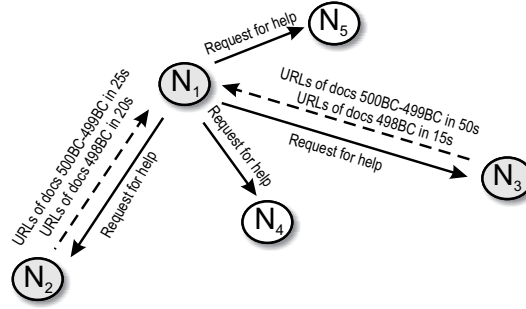 N5
Request for help
N1
URLs of docs 500BC-499BC in 50s
URLs of docs 498BC in 15s
Request for help
N3
URLs of docs 500BC-499BC in 25s
URLs of docs 498BC in 20s
Request for help
Request for help
N4
N2